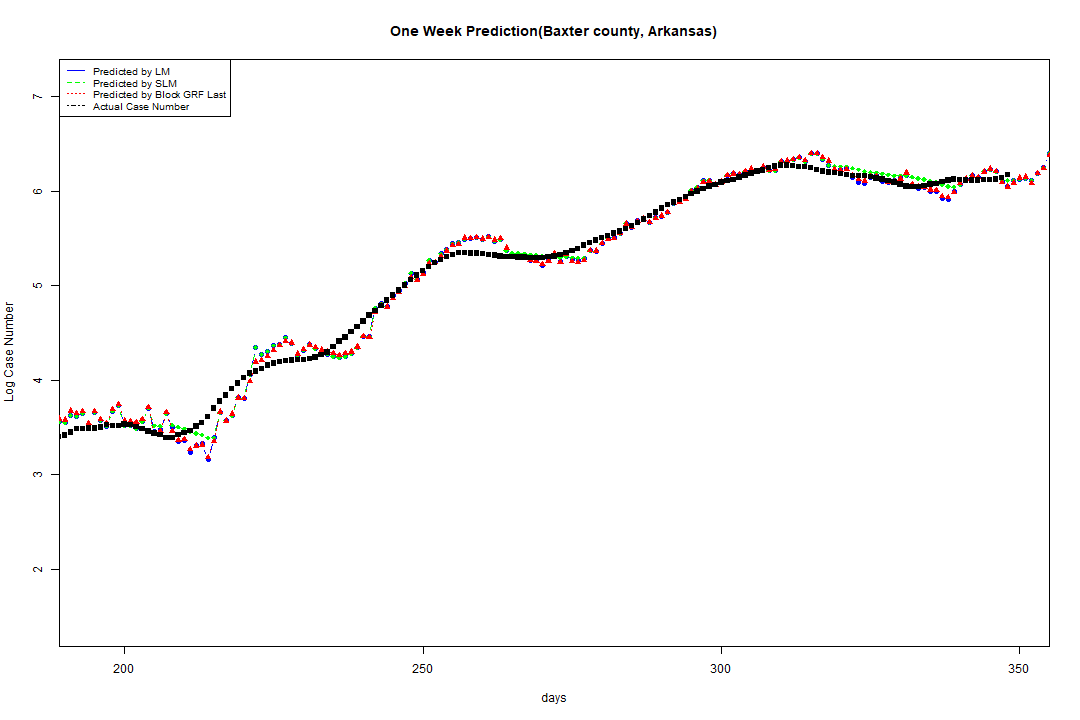 One Week Prediction(Baxter county, Arkansas)
Predicted by LM
Predicted by SLM
Predicted by Block GRF Last
Actual Case Number
7
6
5
4
3
2
Log Case Number
200
250
300
350
days